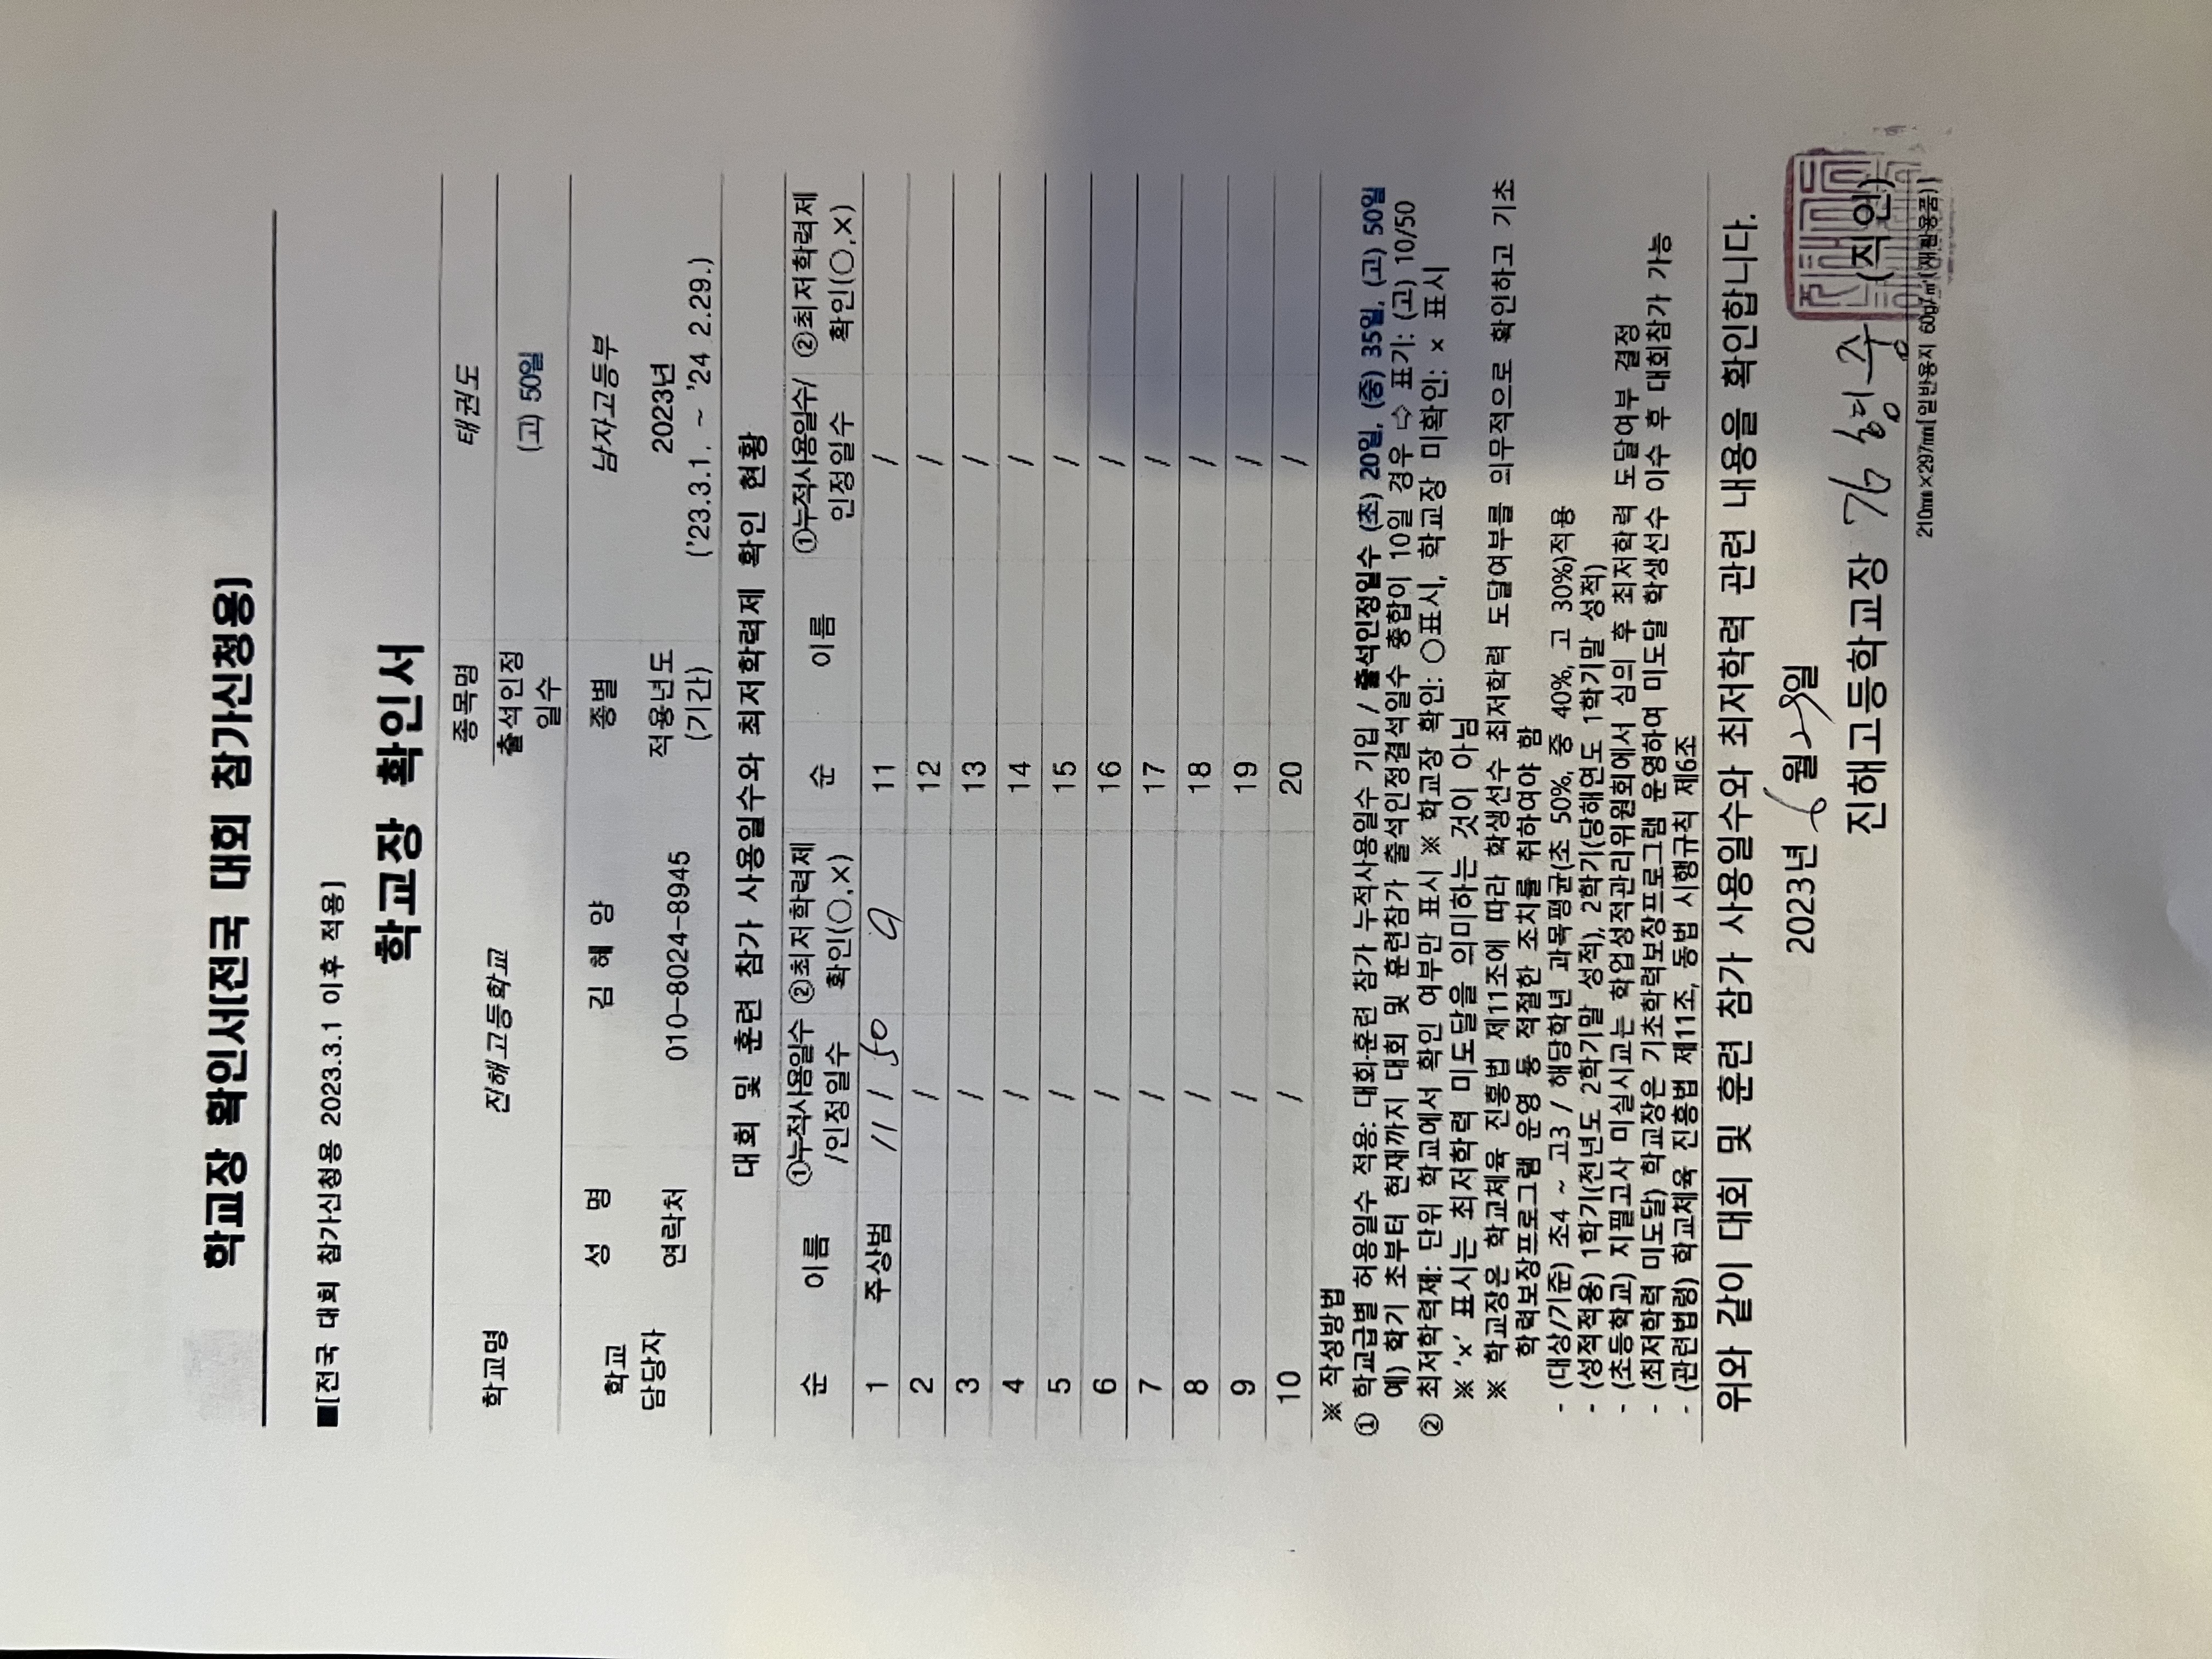 학교장 확인서[전국 대회 참가신청용]
■[전국 대회 참가신청용 2023.3.1 이후 적용]
학교장 확인서
학교명 진해고등학교 종목명 태권도
출석인정일수 (고) 50일
학교 담당자 성 명 김 해 양 종별 남자고등부
연락처 010-8024-8945 적용년도 (기간) 2023년 ('23.3.1. ~ '24 2.29.)
대회 및 훈련 참가 사용일수와 최저학력제 확인 현황
순 이름 ①누적사용일수/인정일수 ②최저학력제 확인(○,×) 순 이름 ①누적사용일수/인정일수 ②최저학력제 확인(○,×)
1 주상범 11 / 50 11 /
2 / 12 /
3 / 13 /
4 / 14 /
5 / 15 /
6 / 16 /
7 / 17 /
8 / 18 /
9 / 19 /
10 / 20 /
※ 작성방법
① 학교급별 허용일수 적용: 대회·훈련 참가 누적사용일수 기입 / 출석인정일수 (초) 20일, (중) 35일, (고) 50일
예) 학기 초부터 현재까지 대회 및 훈련참가 출석인정결석일수 총합이 10일 경우 ⇨ 표기: (고) 10/50
② 최저학력제: 단위 학교에서 확인 여부만 표시 ※ 학교장 확인: ○표시, 학교장 미확인: × 표시
※ '×' 표시는 최저학력 미도달을 의미하는 것이 아님
※ 학교장은 학교체육 진흥법 제11조에 따라 학생선수 최저학력 도달여부를 의무적으로 확인하고 기초
학력보장프로그램 운영 등 적절한 조치를 취하여야 함
- (대상/기준) 초4 ~ 고3 / 해당학년 과목평균(초 50%, 중 40%, 고 30%)적용
- (성적적용) 1학기(전년도 2학기말 성적), 2학기(당해연도 1학기말 성적)
- (초등학교) 지필고사 미실시교는 학업성적관리위원회에서 심의 후 최저학력 도달여부 결정
- (최저학력 미도달) 학교장은 기초학력보장프로그램 운영하여 미도달 학생선수 이수 후 대회참가 가능
- (관련법령) 학교체육 진흥법 제11조, 동법 시행규칙 제6조
위와 같이 대회 및 훈련 참가 사용일수와 최저학력 관련 내용을 확인합니다.
2023년 6월 29일
진해고등학교장 (직인)
210㎜×297㎜[일반용지 60g/㎡(재활용품)]